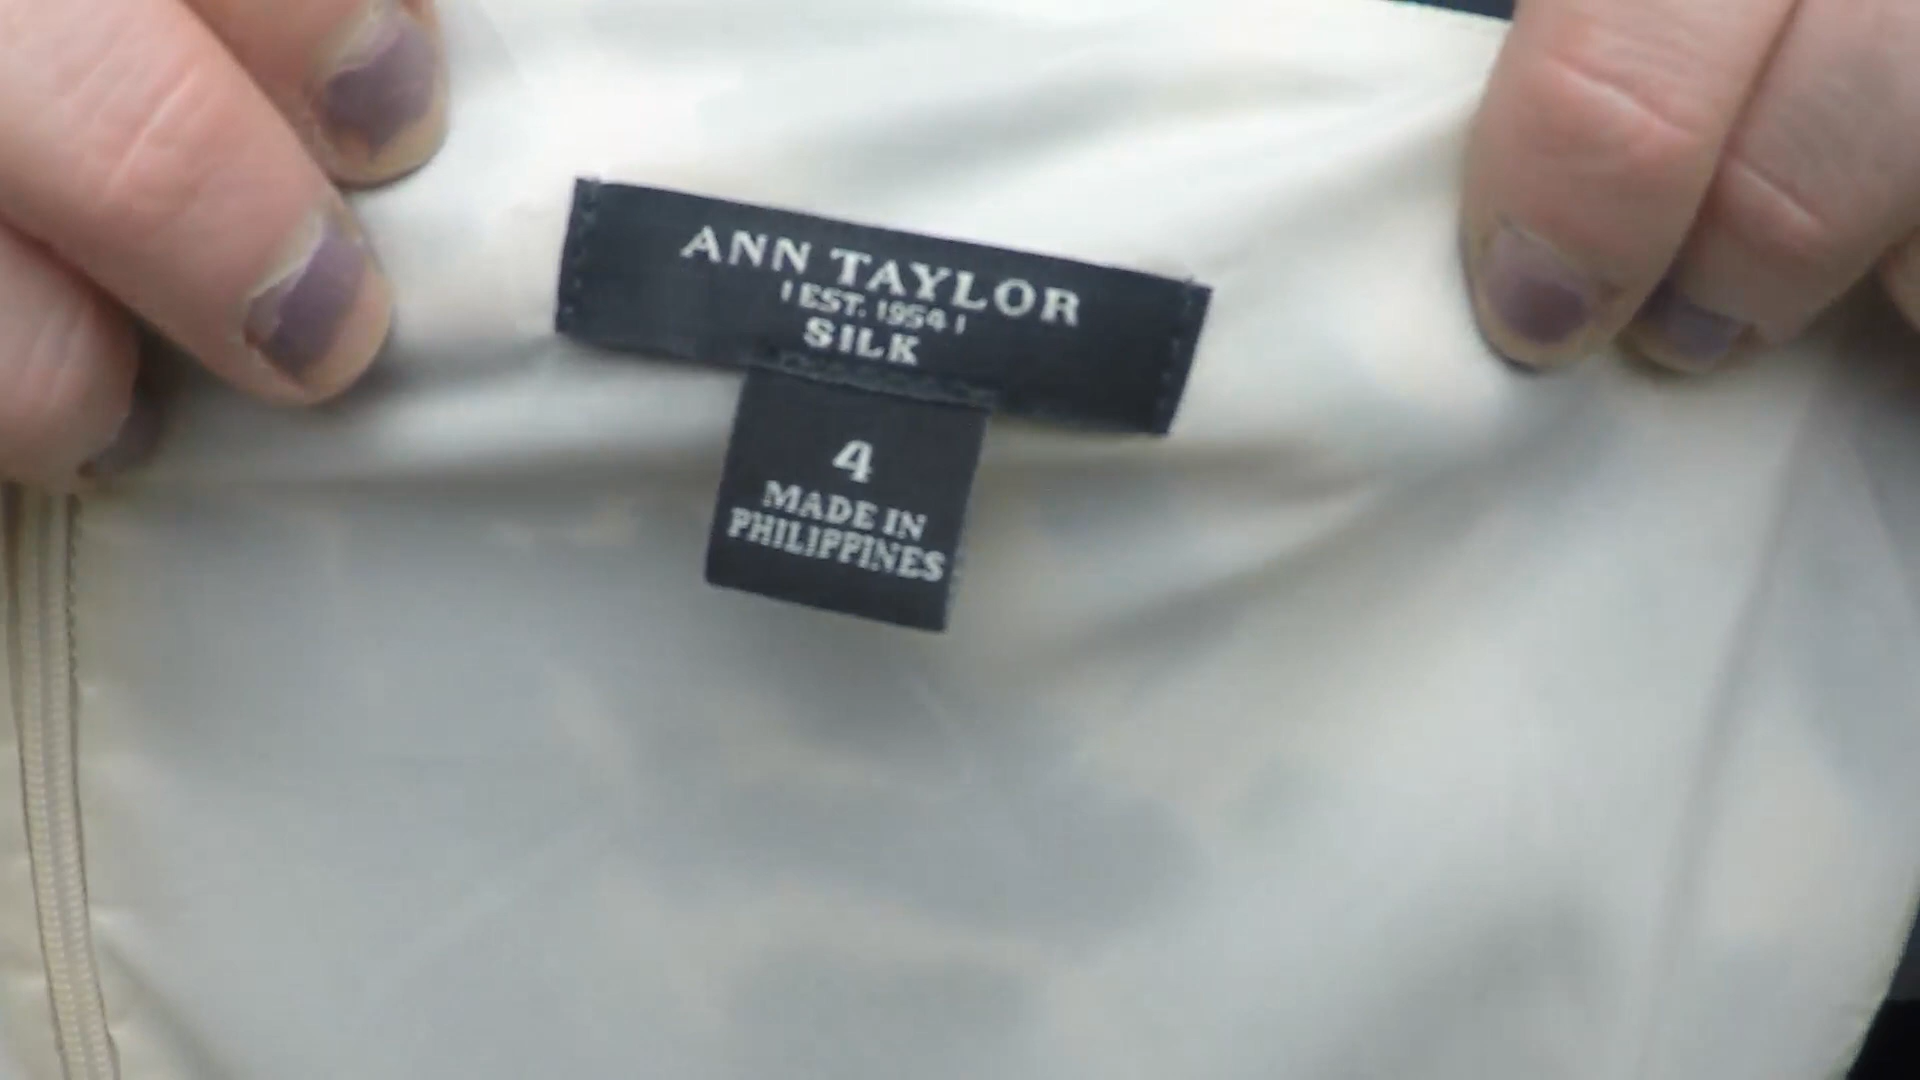 ANN TAYLOR
| EST. 1954 |
SILK
4
MADE IN
PHILIPPINES